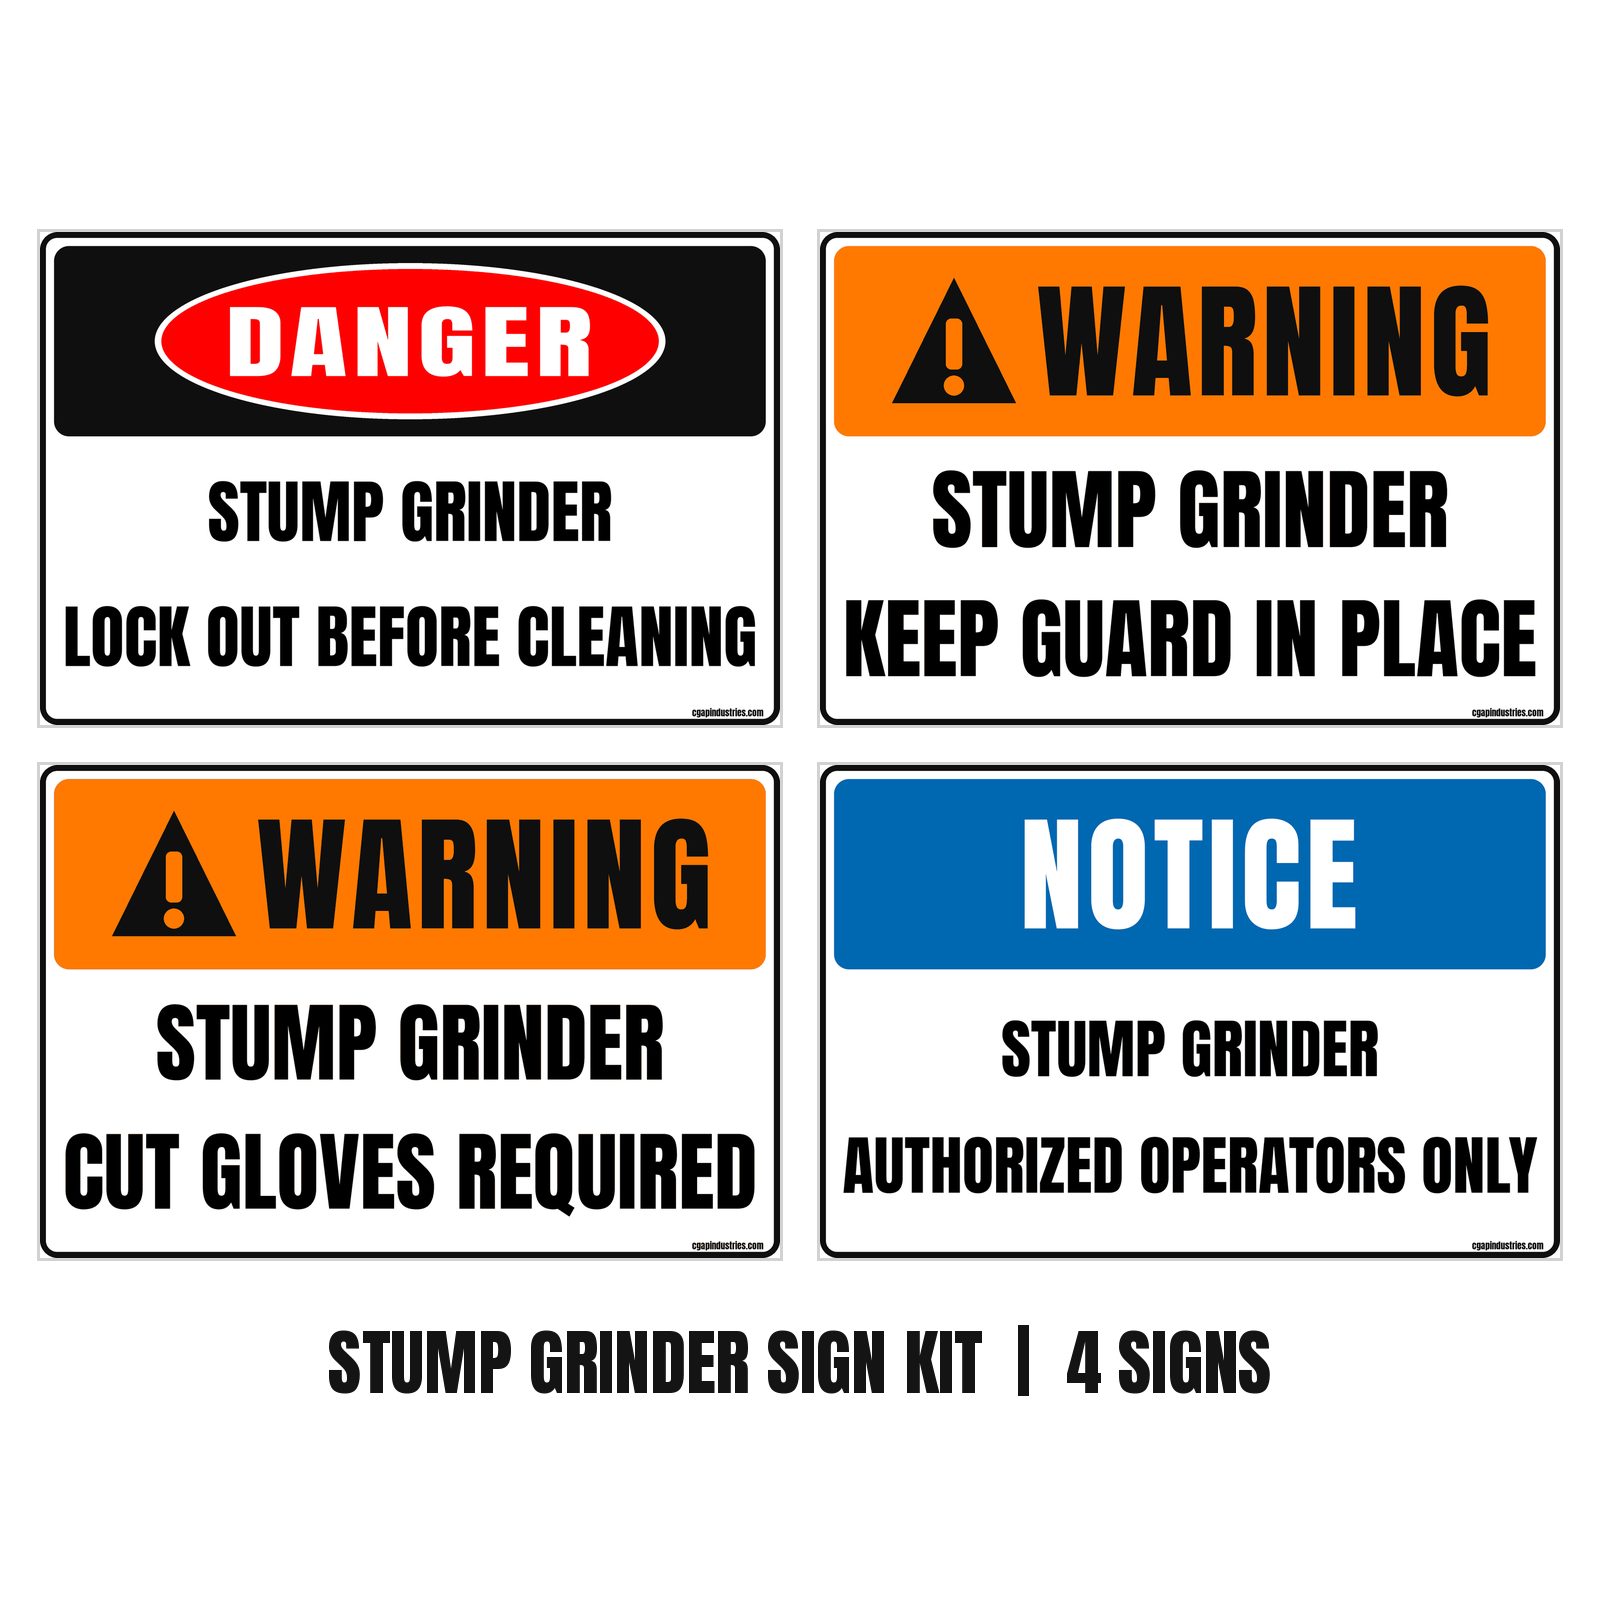 DANGER
STUMP GRINDER
LOCK OUT BEFORE CLEANING
cgapindustries.com
WARNING
STUMP GRINDER
KEEP GUARD IN PLACE
cgapindustries.com
WARNING
STUMP GRINDER
CUT GLOVES REQUIRED
cgapindustries.com
NOTICE
STUMP GRINDER
AUTHORIZED OPERATORS ONLY
cgapindustries.com
STUMP GRINDER SIGN KIT | 4 SIGNS